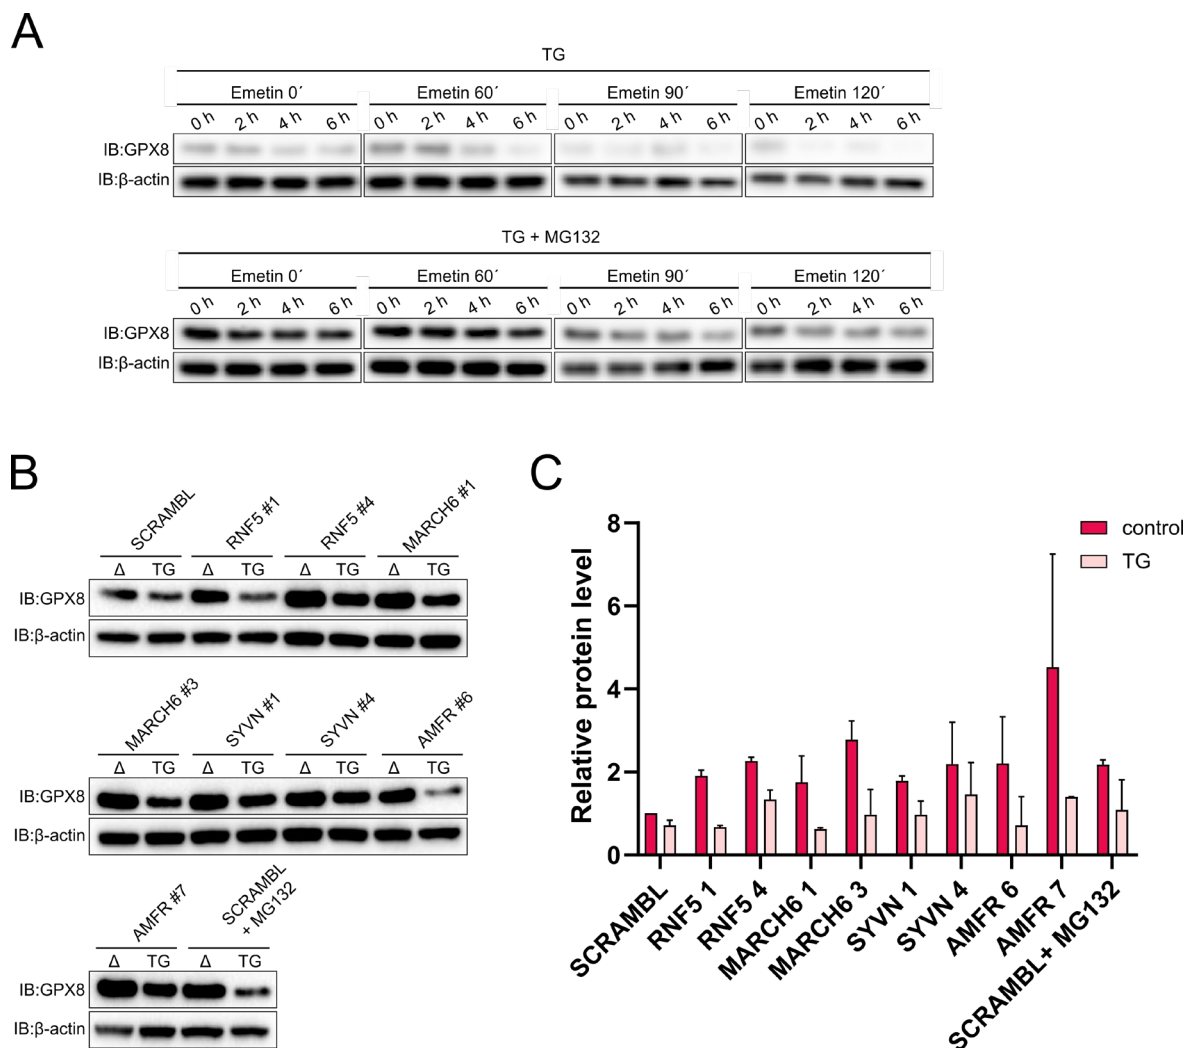 A
TG
Emetin 0´ Emetin 60´ Emetin 90´ Emetin 120´
0 h 2 h 4 h 6 h 0 h 2 h 4 h 6 h 0 h 2 h 4 h 6 h 0 h 2 h 4 h 6 h
IB:GPX8
IB:β-actin
TG + MG132
Emetin 0´ Emetin 60´ Emetin 90´ Emetin 120´
0 h 2 h 4 h 6 h 0 h 2 h 4 h 6 h 0 h 2 h 4 h 6 h 0 h 2 h 4 h 6 h
IB:GPX8
IB:β-actin
B
SCRAMBL RNF5 #1 RNF5 #4 MARCH6 #1
Δ TG Δ TG Δ TG Δ TG
IB:GPX8
IB:β-actin
MARCH6 #3 SYVN #1 SYVN #4 AMFR #6
Δ TG Δ TG Δ TG Δ TG
IB:GPX8
IB:β-actin
AMFR #7 SCRAMBL
+ MG132
Δ TG Δ TG
IB:GPX8
IB:β-actin
C
Relative protein level
8
6
4
2
0
control
TG
SCRAMBL
RNF5 1
RNF5 4
MARCH6 1
MARCH6 3
SYVN 1
SYVN 4
AMFR 6
AMFR 7
SCRAMBL+ MG132